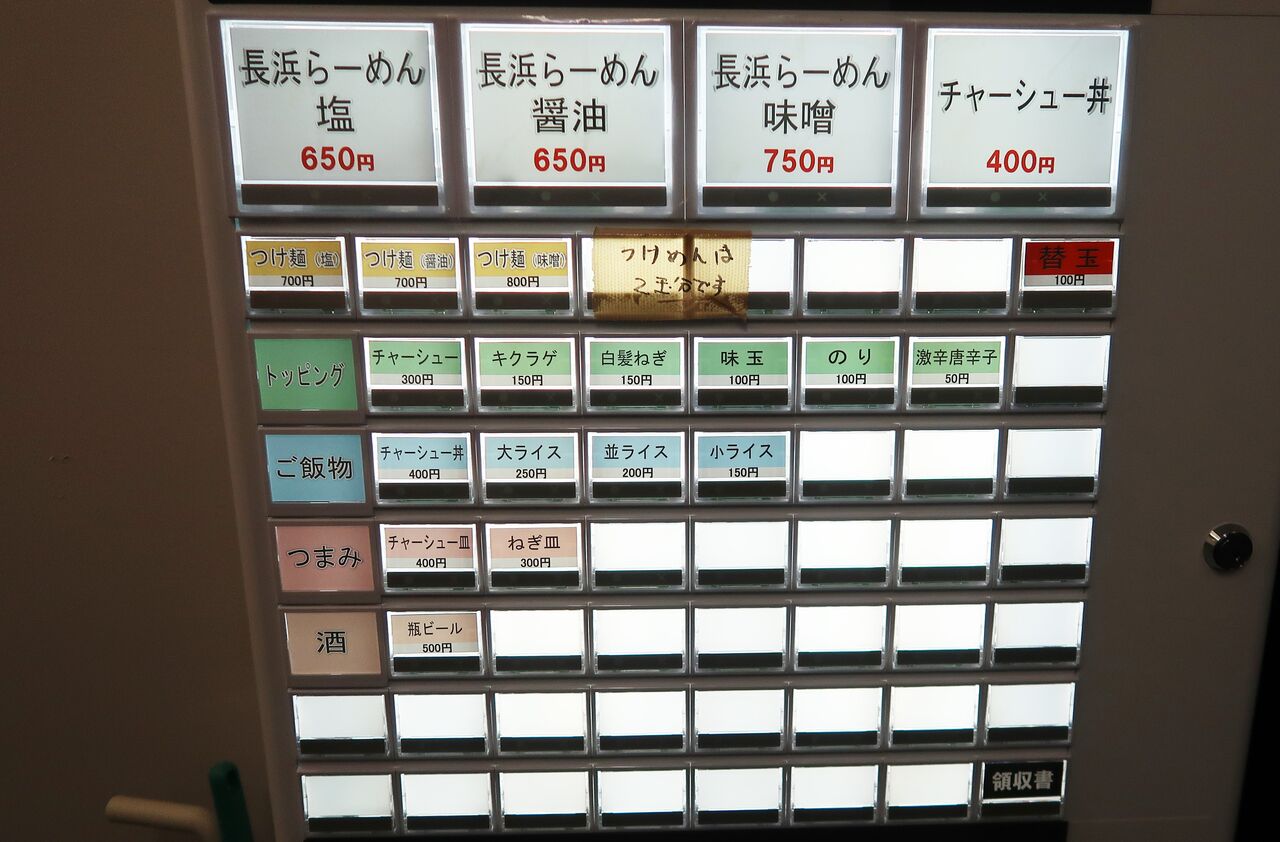 長浜らーめん
塩
650円
長浜らーめん
醤油
650円
長浜らーめん
味噌
750円
チャーシュー丼
400円
つけ麺（塩）
700円
つけ麺（醤油）
700円
つけ麺（味噌）
800円
つけめんは
2玉分です
替玉
100円
トッピング
チャーシュー
300円
キクラゲ
150円
白髪ねぎ
150円
味玉
100円
のり
100円
激辛唐辛子
50円
ご飯物
チャーシュー丼
400円
大ライス
250円
並ライス
200円
小ライス
150円
つまみ
チャーシュー皿
400円
ねぎ皿
300円
酒
瓶ビール
500円
領収書